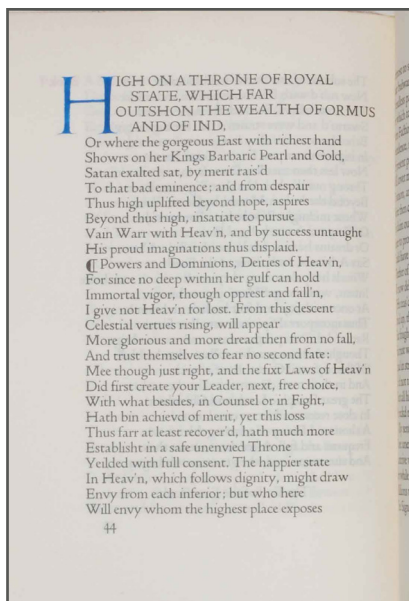 HIGH ON A THRONE OF ROYAL
STATE, WHICH FAR
OUTSHON THE WEALTH OF ORMUS
AND OF IND,
Or where the gorgeous East with richest hand
Showrs on her Kings Barbaric Pearl and Gold,
Satan exalted sat, by merit rais'd
To that bad eminence; and from despair
Thus high uplifted beyond hope, aspires
Beyond thus high, insatiate to pursue
Vain Warr with Heav'n, and by success untaught
His proud imaginations thus displaid.
¶ Powers and Dominions, Deities of Heav'n,
For since no deep within her gulf can hold
Immortal vigor, though opprest and fall'n,
I give not Heav'n for lost. From this descent
Celestial vertues rising, will appear
More glorious and more dread then from no fall,
And trust themselves to fear no second fate:
Mee though just right, and the fixt Laws of Heav'n
Did first create your Leader, next, free choice,
With what besides, in Counsel or in Fight,
Hath bin achievd of merit, yet this loss
Thus farr at least recover'd, hath much more
Establisht in a safe unenvied Throne
Yeilded with full consent. The happier state
In Heav'n, which follows dignity, might draw
Envy from each inferior; but who here
Will envy whom the highest place exposes
44